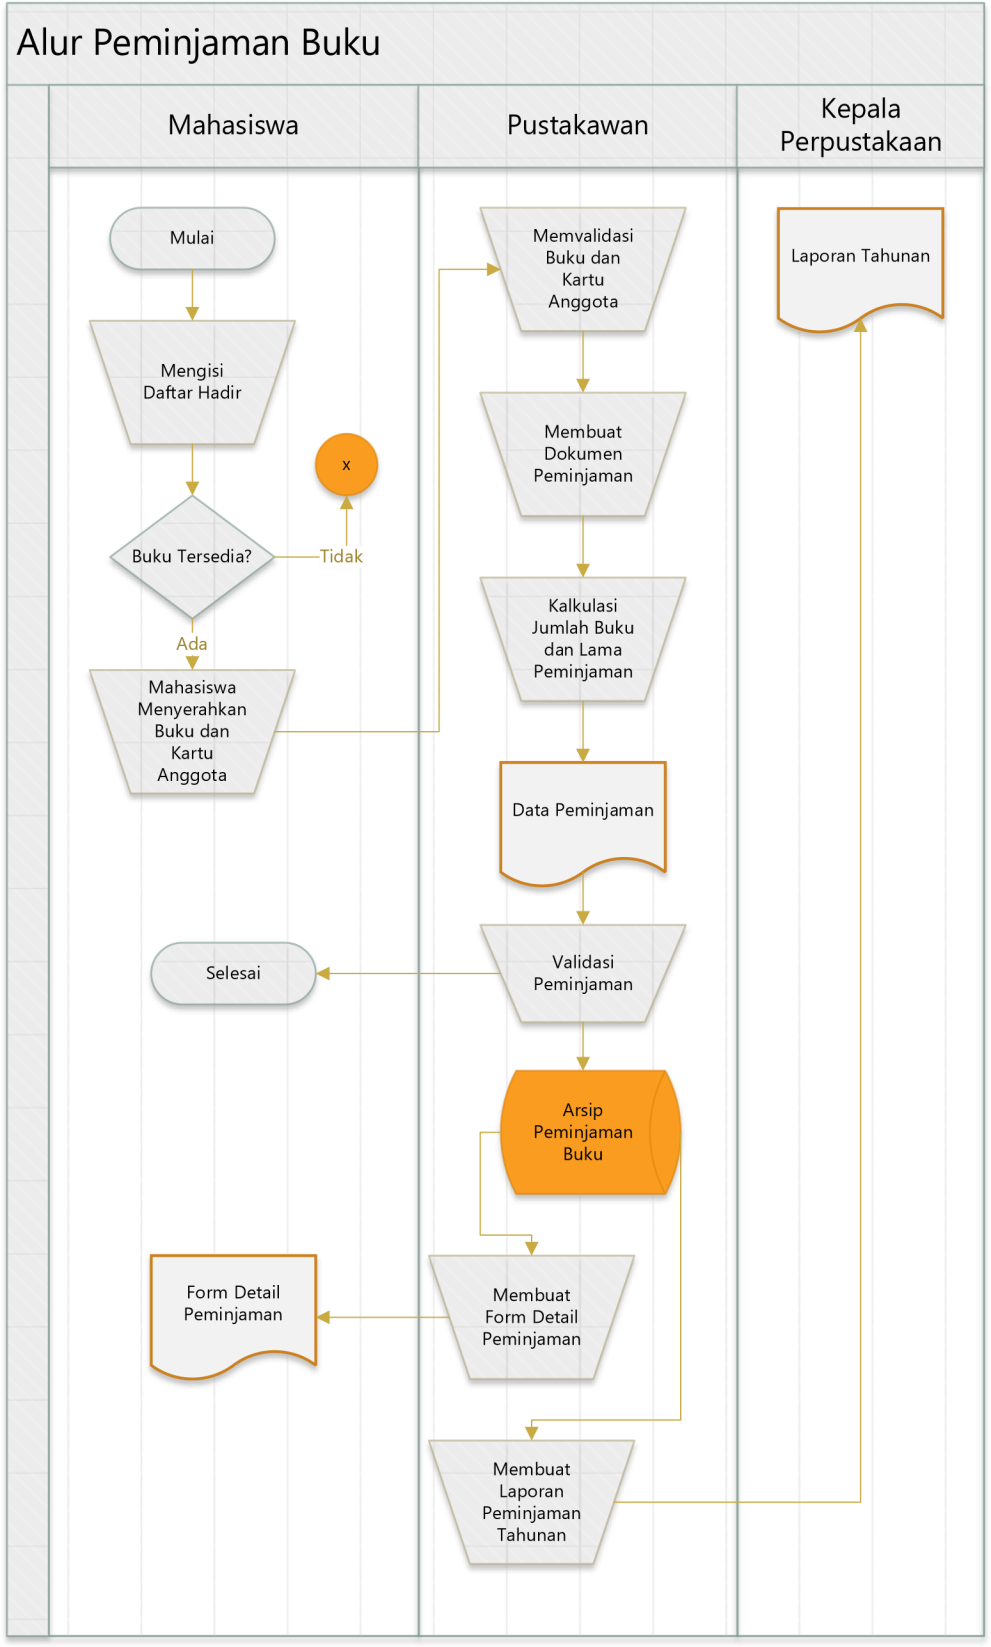 Alur Peminjaman Buku
Mahasiswa
Pustakawan
Kepala
Perpustakaan
Mulai
Mengisi
Daftar Hadir
x
Buku Tersedia?
Tidak
Ada
Mahasiswa
Menyerahkan
Buku dan
Kartu
Anggota
Selesai
Form Detail
Peminjaman
Memvalidasi
Buku dan
Kartu
Anggota
Membuat
Dokumen
Peminjaman
Kalkulasi
Jumlah Buku
dan Lama
Peminjaman
Data Peminjaman
Validasi
Peminjaman
Arsip
Peminjaman
Buku
Membuat
Form Detail
Peminjaman
Membuat
Laporan
Peminjaman
Tahunan
Laporan Tahunan